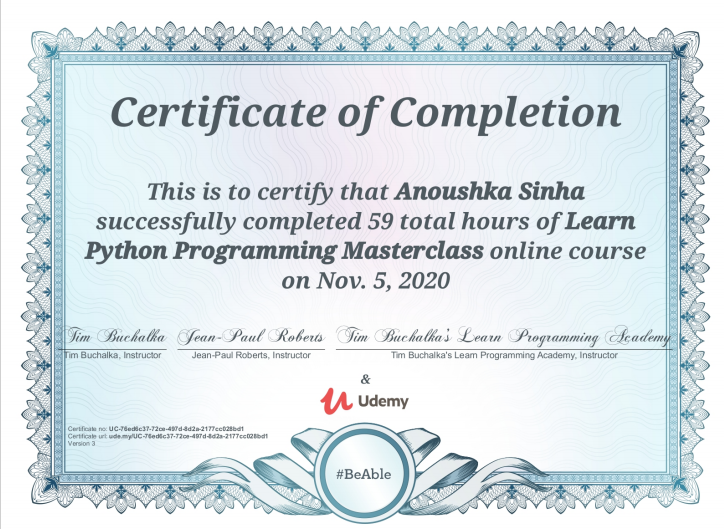 Certificate of Completion
This is to certify that Anoushka Sinha
successfully completed 59 total hours of Learn
Python Programming Masterclass online course
on Nov. 5, 2020
Tim Buchalka Jean-Paul Roberts Tim Buchalka's Learn Programming Academy
Tim Buchalka, Instructor Jean-Paul Roberts, Instructor Tim Buchalka's Learn Programming Academy, Instructor
&
Udemy
Certificate no: UC-76ed6c37-72ce-497d-8d2a-2177cc028bd1
Certificate url: ude.my/UC-76ed6c37-72ce-497d-8d2a-2177cc028bd1
Version 3
#BeAble